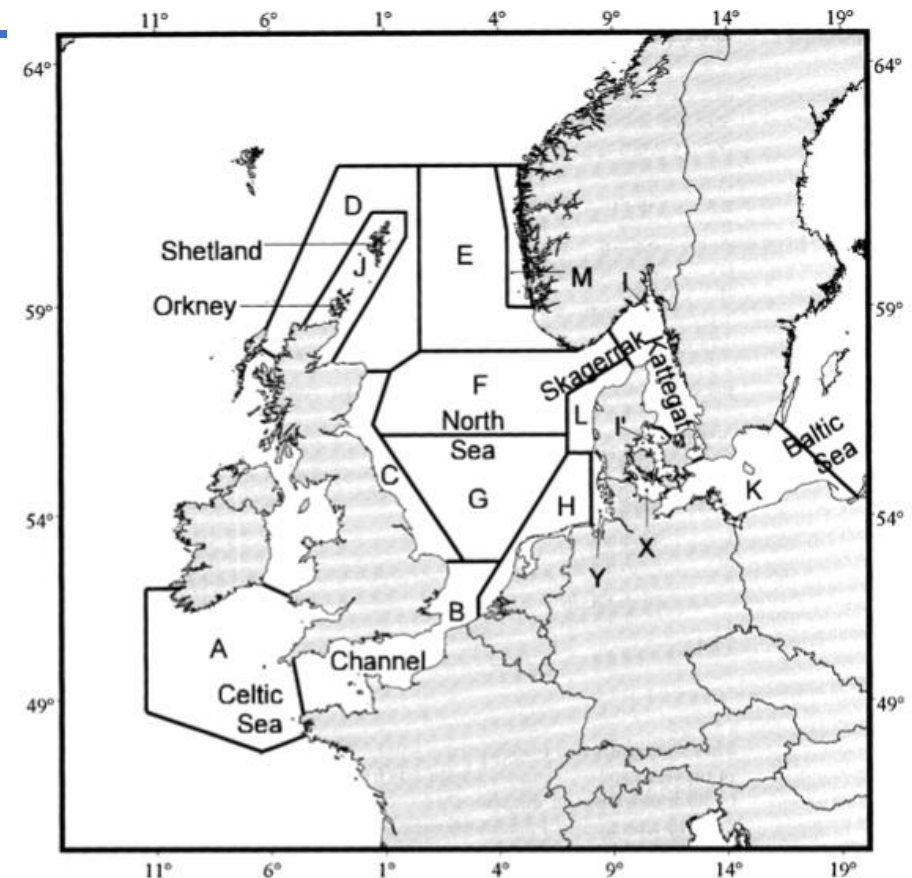 11° 6° 1° 4° 9° 14° 19°
64° 64°
D
Shetland
J
E
M
I
Orkney
59° 59°
Skagerrak
Kattegat
F
North
Sea
L
I'
Baltic
Sea
C
G
H
K
54° 54°
X
Y
B
A
Channel
Celtic
Sea
49° 49°
11° 6° 1° 4° 9° 14° 19°